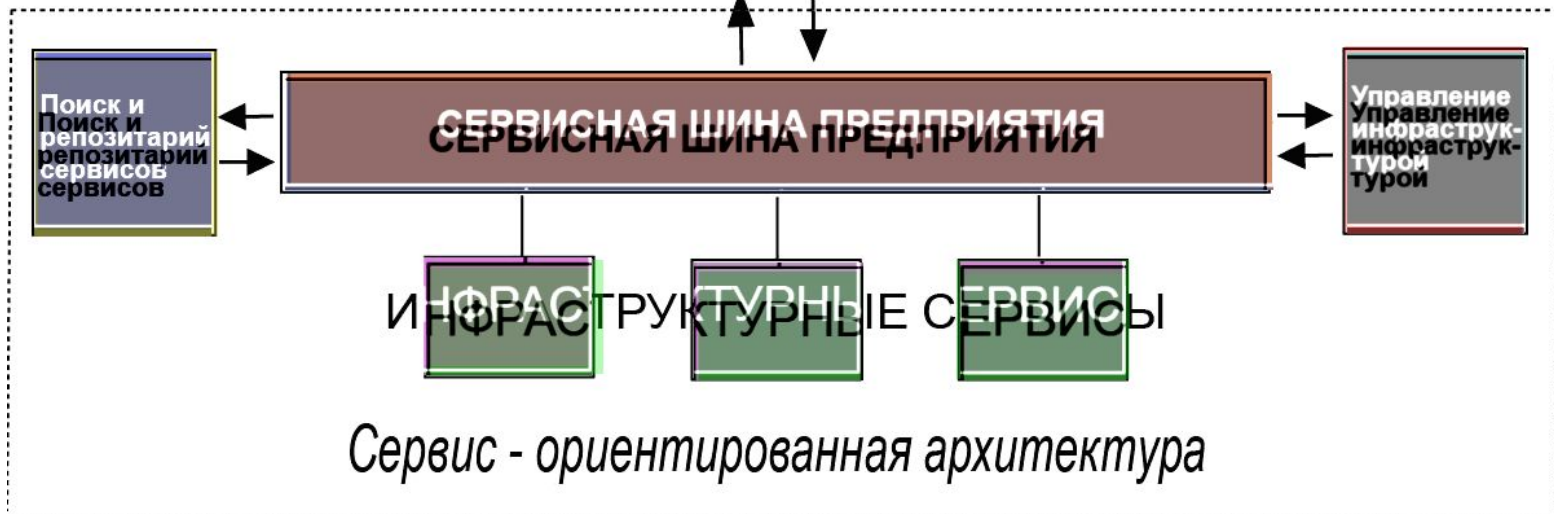 Поиск и
репозитарий
сервисов
СЕРВИСНАЯ ШИНА ПРЕДПРИЯТИЯ
Управление
инфраструк-
турой
ИНФРАСТРУКТУРНЫЕ СЕРВИСЫ
Сервис - ориентированная архитектура